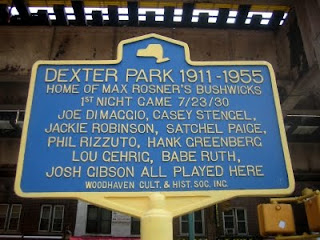 DEXTER PARK 1911-1955
HOME OF MAX ROSNER'S BUSHWICKS
1ST NIGHT GAME 7/23/30
JOE DIMAGGIO, CASEY STENGEL,
JACKIE ROBINSON, SATCHEL PAIGE,
PHIL RIZZUTO, HANK GREENBERG
LOU GEHRIG, BABE RUTH,
JOSH GIBSON ALL PLAYED HERE
WOODHAVEN CULT. & HIST. SOC. INC.